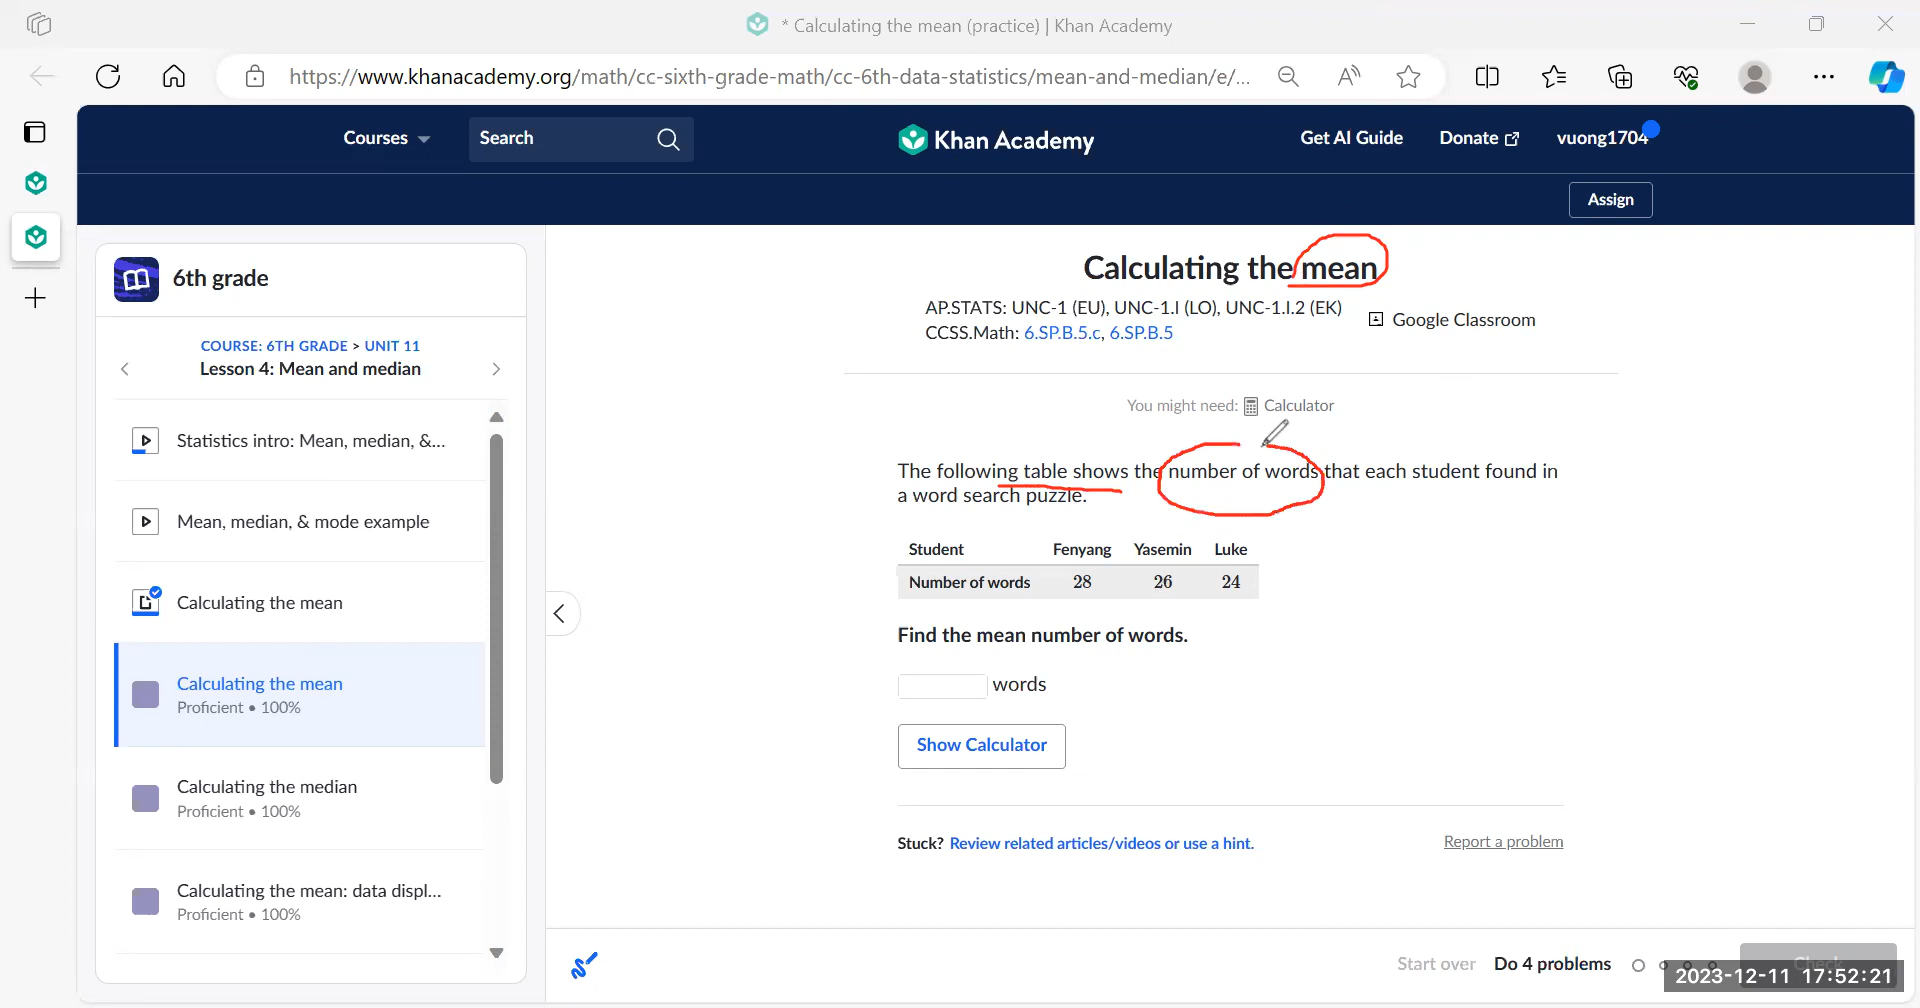 * Calculating the mean (practice) | Khan Academy
https://www.khanacademy.org/math/cc-sixth-grade-math/cc-6th-data-statistics/mean-and-median/e/...
Courses
Search
Khan Academy
Get AI Guide
Donate
vuong1704
Assign
6th grade
COURSE: 6TH GRADE > UNIT 11
Lesson 4: Mean and median
Statistics intro: Mean, median, &...
Mean, median, & mode example
Calculating the mean
Calculating the mean
Proficient • 100%
Calculating the median
Proficient • 100%
Calculating the mean: data displ...
Proficient • 100%
Calculating the mean
AP.STATS: UNC-1 (EU), UNC-1.I (LO), UNC-1.I.2 (EK)
CCSS.Math: 6.SP.B.5.c, 6.SP.B.5
Google Classroom
You might need: Calculator
The following table shows the number of words that each student found in
a word search puzzle.
Student Fenyang Yasemin Luke
Number of words 28 26 24
Find the mean number of words.
words
Show Calculator
Stuck? Review related articles/videos or use a hint.
Report a problem
Start over
Do 4 problems
Check
2023-12-11 17:52:21